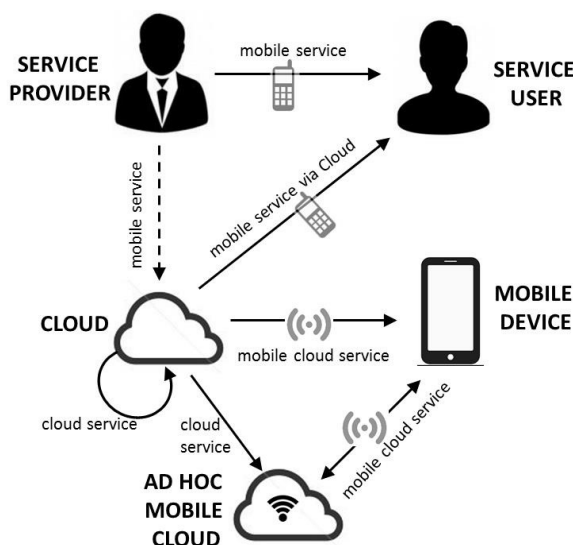 mobile service
SERVICE
PROVIDER
SERVICE
USER
mobile service
mobile service via Cloud
CLOUD
MOBILE
DEVICE
mobile cloud service
cloud service
cloud
service
mobile cloud service
AD HOC
MOBILE
CLOUD